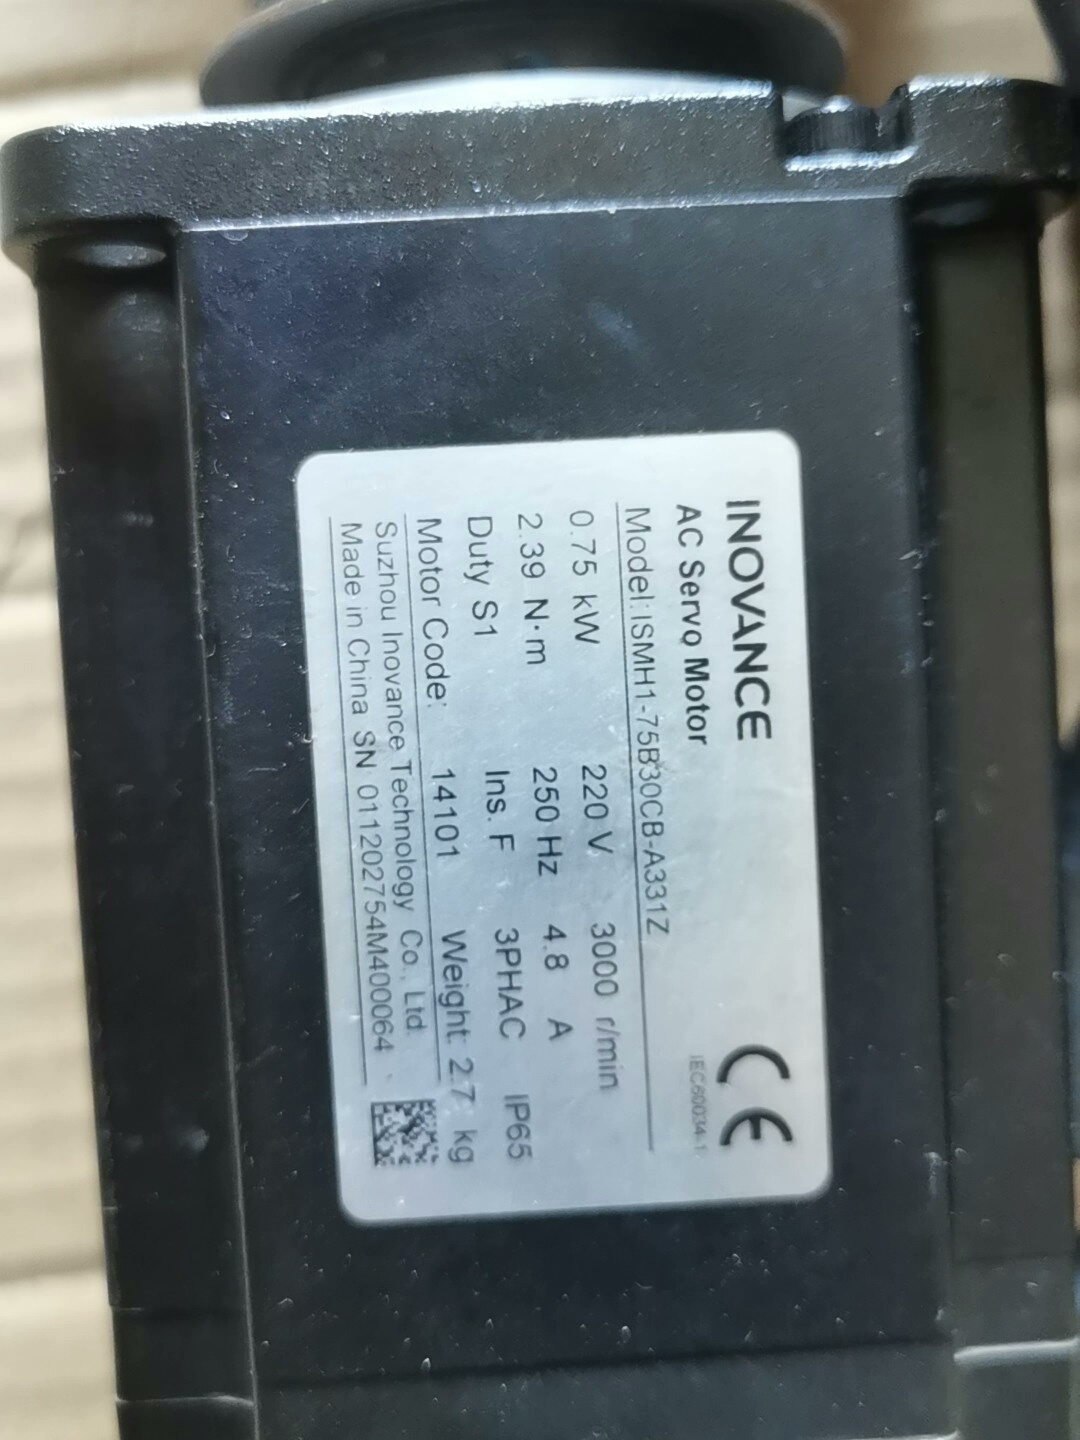 INOVANCE
AC Servo Motor
IEC60034-1
Model:ISMH1-75B30CB-A331Z
0.75 kW 220 V 3000 r/min
2.39 N·m 250 Hz 4.8 A
Duty S1 Ins. F 3PHAC IP65
Motor Code: 14101 Weight: 2.7 kg
Suzhou Inovance Technology Co., Ltd.
Made in China SN 011202754M400064